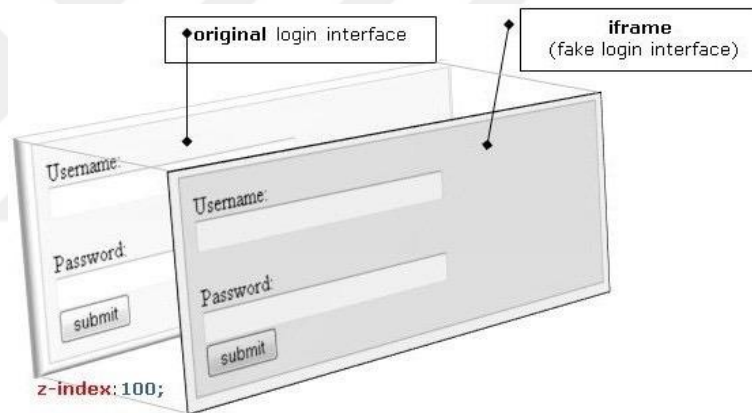 original login interface
iframe
(fake login interface)
Username:
Password:
submit
Username:
Password:
submit
z-index:100;